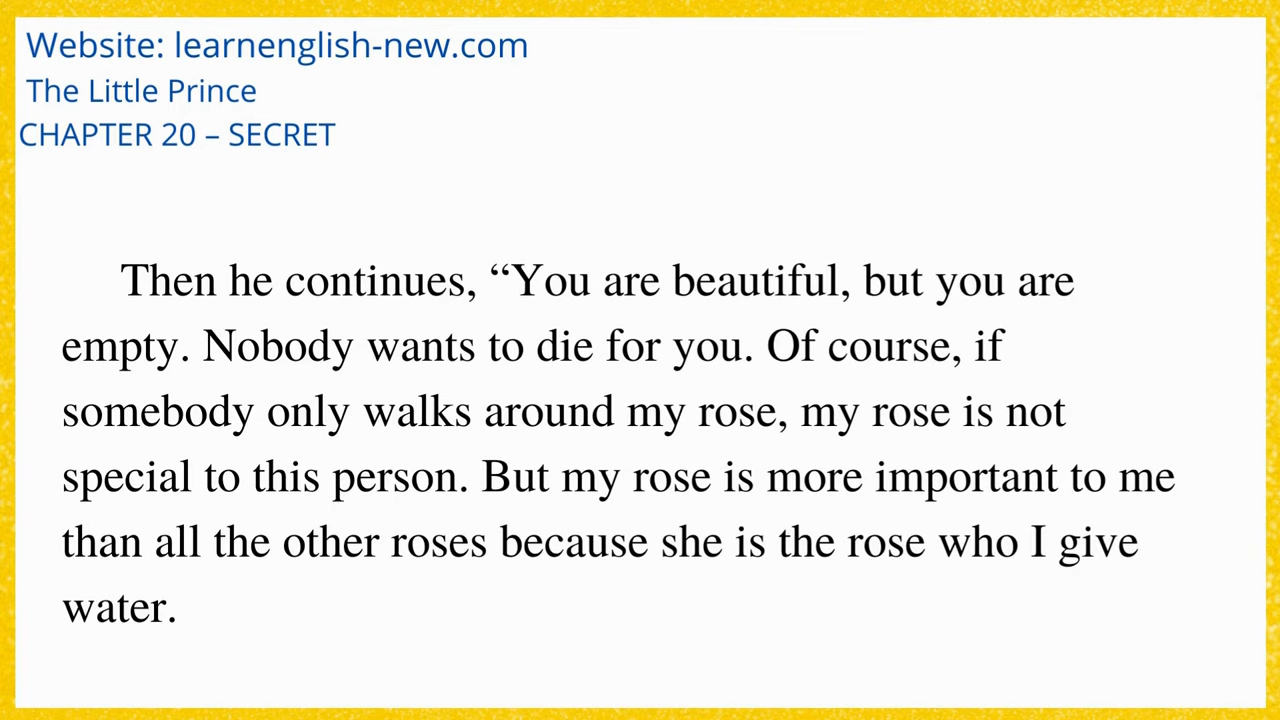 Website: learnenglish-new.com
The Little Prince
CHAPTER 20 – SECRET
Then he continues, “You are beautiful, but you are
empty. Nobody wants to die for you. Of course, if
somebody only walks around my rose, my rose is not
special to this person. But my rose is more important to me
than all the other roses because she is the rose who I give
water.